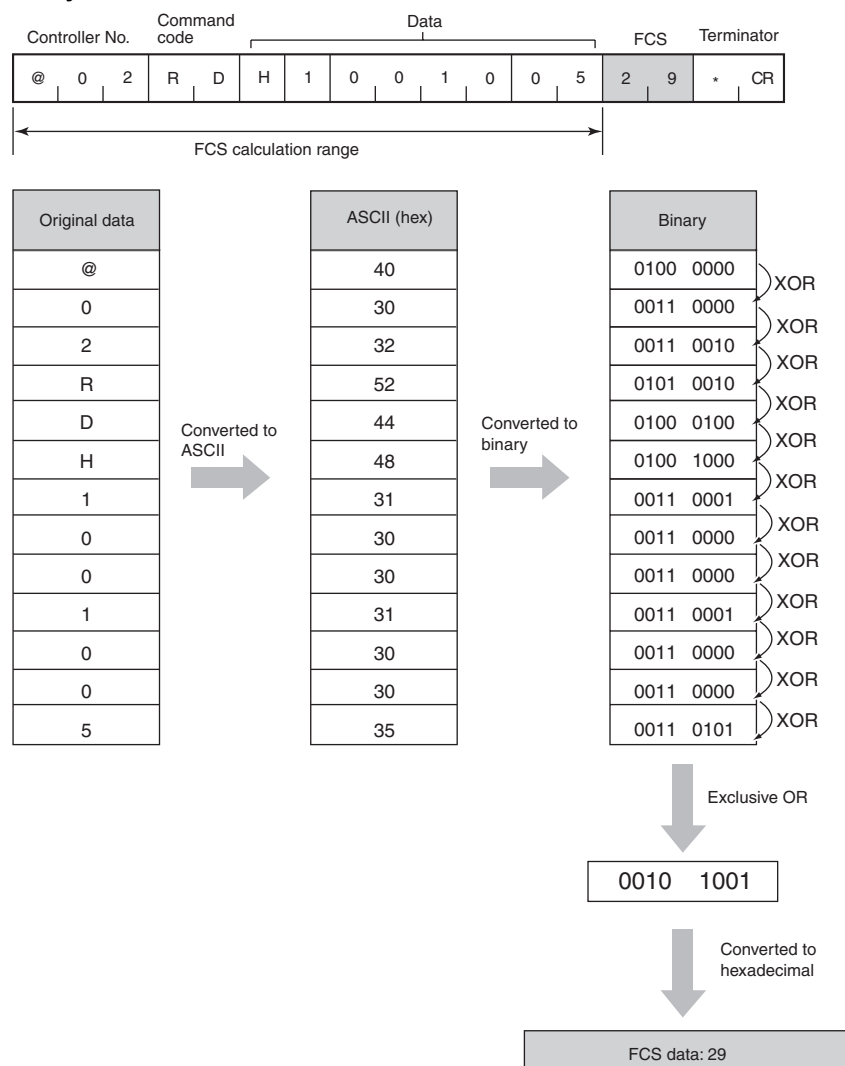 Controller No. Command code Data FCS Terminator
@ 0 2 R D H 1 0 0 1 0 0 5 2 9 * CR
FCS calculation range
Original data ASCII (hex) Binary
@ 40 0100 0000 XOR
0 30 0011 0000 XOR
2 32 0011 0010 XOR
R 52 0101 0010 XOR
D 44 0100 0100 XOR
H 48 0100 1000 XOR
1 31 0011 0001 XOR
0 30 0011 0000 XOR
0 30 0011 0000 XOR
1 31 0011 0001 XOR
0 30 0011 0000 XOR
0 30 0011 0000 XOR
5 35 0011 0101
Converted to
ASCII
Converted to
binary
Exclusive OR
0010 1001
Converted to
hexadecimal
FCS data: 29